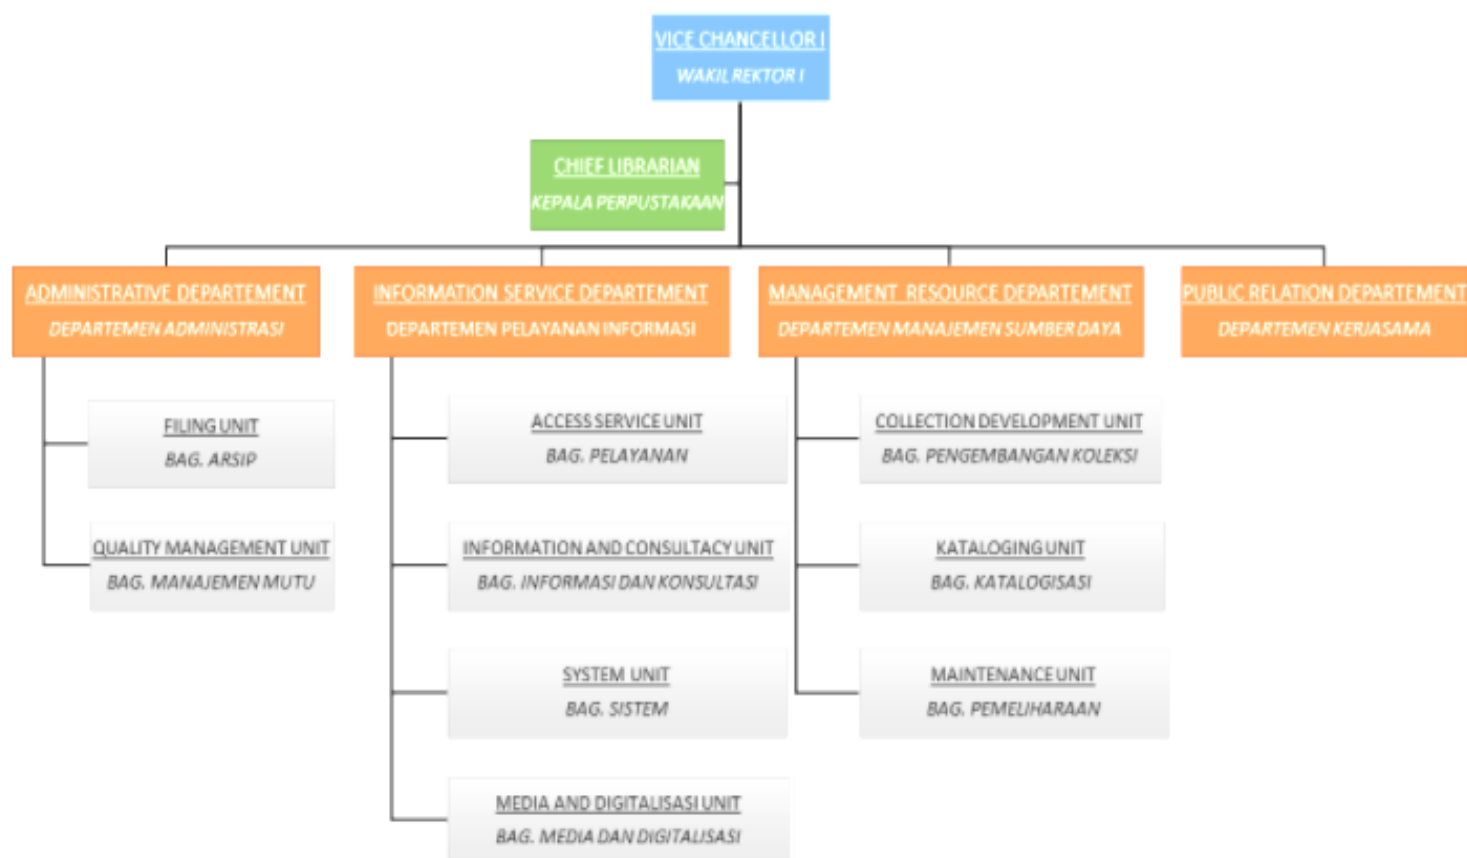 VICE CHANCELLOR I
WAKIL REKTOR I
CHIEF LIBRARIAN
KEPALA PERPUSTAKAAN
ADMINISTRATIVE DEPARTEMENT
DEPARTEMEN ADMINISTRASI
INFORMATION SERVICE DEPARTEMENT
DEPARTEMEN PELAYANAN INFORMASI
MANAGEMENT RESOURCE DEPARTEMENT
DEPARTEMEN MANAJEMEN SUMBER DAYA
PUBLIC RELATION DEPARTEMENT
DEPARTEMEN KERJASAMA
FILING UNIT
BAG. ARSIP
QUALITY MANAGEMENT UNIT
BAG. MANAJEMEN MUTU
ACCESS SERVICE UNIT
BAG. PELAYANAN
INFORMATION AND CONSULTACY UNIT
BAG. INFORMASI DAN KONSULTASI
SYSTEM UNIT
BAG. SISTEM
MEDIA AND DIGITALISASI UNIT
BAG. MEDIA DAN DIGITALISASI
COLLECTION DEVELOPMENT UNIT
BAG. PENGEMBANGAN KOLEKSI
KATALOGING UNIT
BAG. KATALOGISASI
MAINTENANCE UNIT
BAG. PEMELIHARAAN